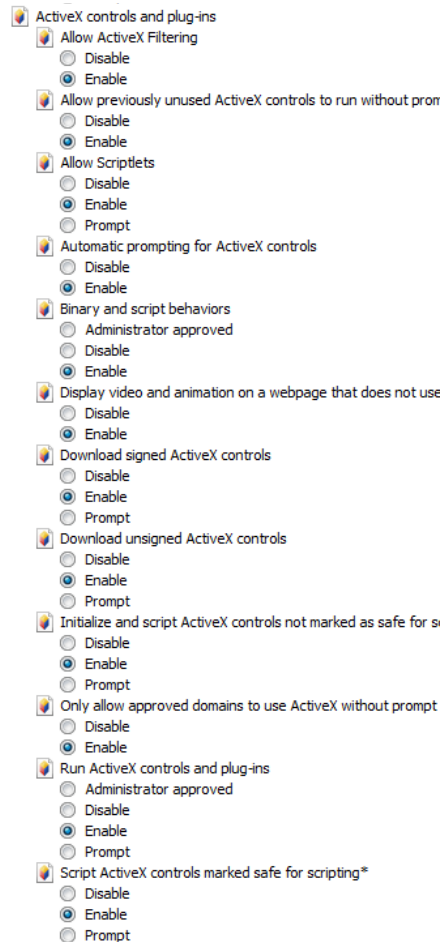 ActiveX controls and plug-ins
Allow ActiveX Filtering
Disable
Enable
Allow previously unused ActiveX controls to run without
Disable
Enable
Allow Scriptlets
Disable
Enable
Prompt
Automatic prompting for ActiveX controls
Disable
Enable
Binary and script behaviors
Administrator approved
Disable
Enable
Display video and animation on a webpage that does not use
Disable
Enable
Download signed ActiveX controls
Disable
Enable
Prompt
Download unsigned ActiveX controls
Disable
Enable
Prompt
Initialize and script ActiveX controls not marked as safe for
Disable
Enable
Prompt
Only allow approved domains to use ActiveX without prompt
Disable
Enable
Run ActiveX controls and plug-ins
Administrator approved
Disable
Enable
Prompt
Script ActiveX controls marked safe for scripting*
Disable
Enable
Prompt